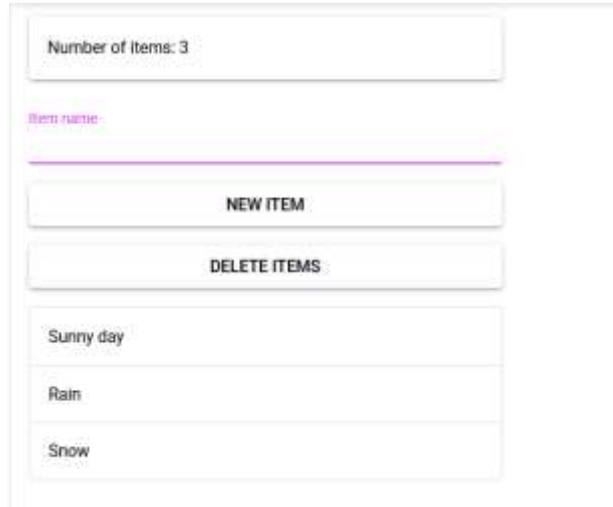 Number of items: 3
Item name
NEW ITEM
DELETE ITEMS
Sunny day
Rain
Snow